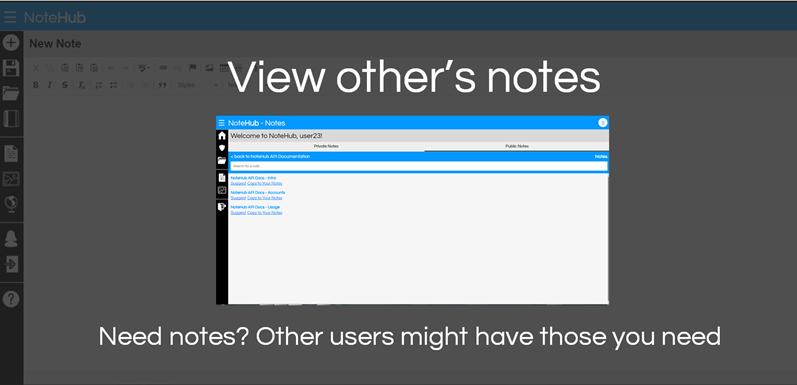 NoteHub
New Note
Styles
View other's notes
NoteHub - Notes
Welcome to NoteHub, user23!
Private Notes
Public Notes
< back to NoteHub API Documentation
Notes
Search for a note...
NoteHub API Docs - Intro
Suggest Copy to Your Notes
NoteHub API Docs - Accounts
Suggest Copy to Your Notes
NoteHub API Docs - Usage
Suggest Copy to Your Notes
Need notes? Other users might have those you need